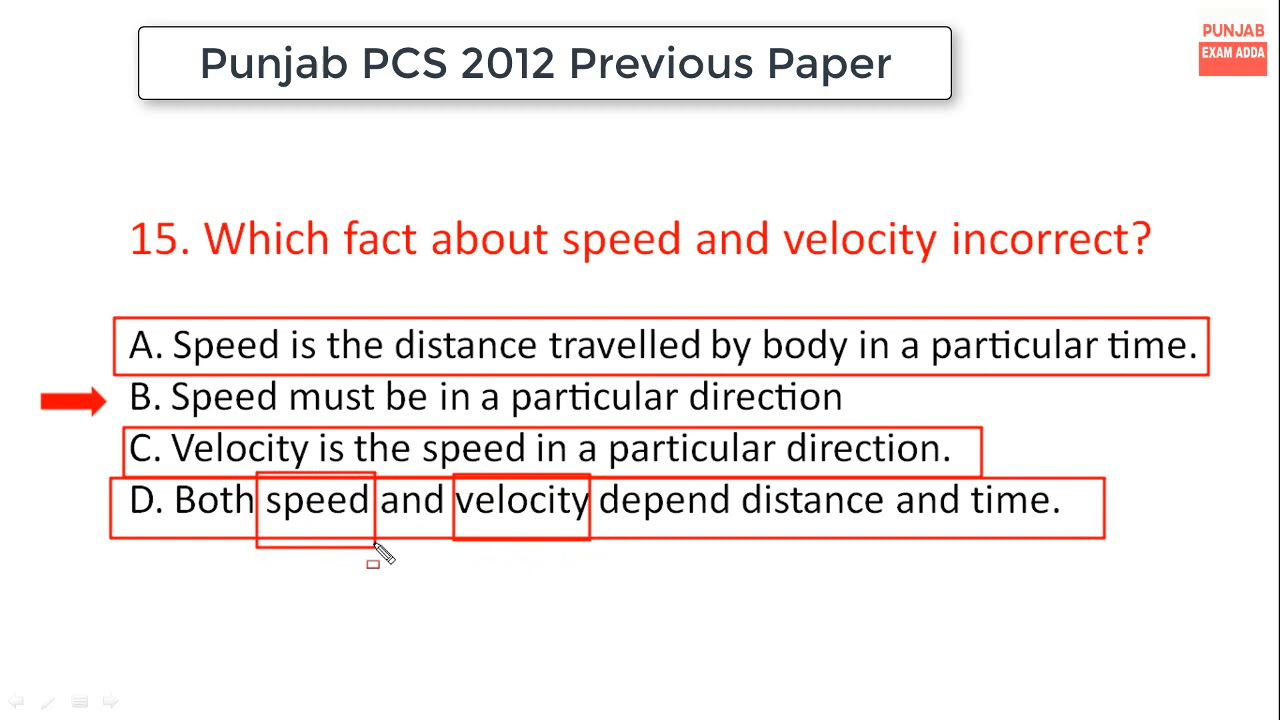 Punjab PCS 2012 Previous Paper
PUNJAB
EXAM ADDA
15. Which fact about speed and velocity incorrect?
A. Speed is the distance travelled by body in a particular time.
B. Speed must be in a particular direction
C. Velocity is the speed in a particular direction.
D. Both speed and velocity depend distance and time.